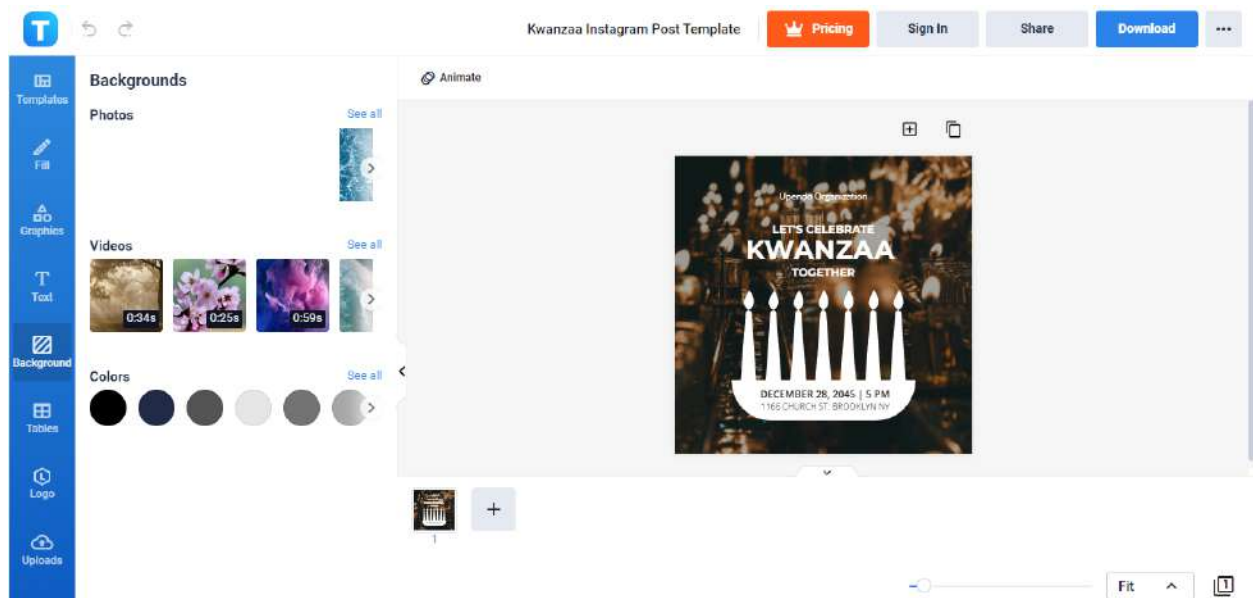 T
Kwanzaa Instagram Post Template
Pricing
Sign In
Share
Download
Templates
Fill
Graphics
T
Text
Background
Tables
L
Logo
Uploads
Backgrounds
Photos
See all
Videos
See all
0:34s
0:25s
0:59s
Colors
See all
Animate
Upendo Organization
LET'S CELEBRATE
KWANZAA
TOGETHER
DECEMBER 28, 2045 | 5 PM
1166 CHURCH ST. BROOKLYN NY
1
Fit
1